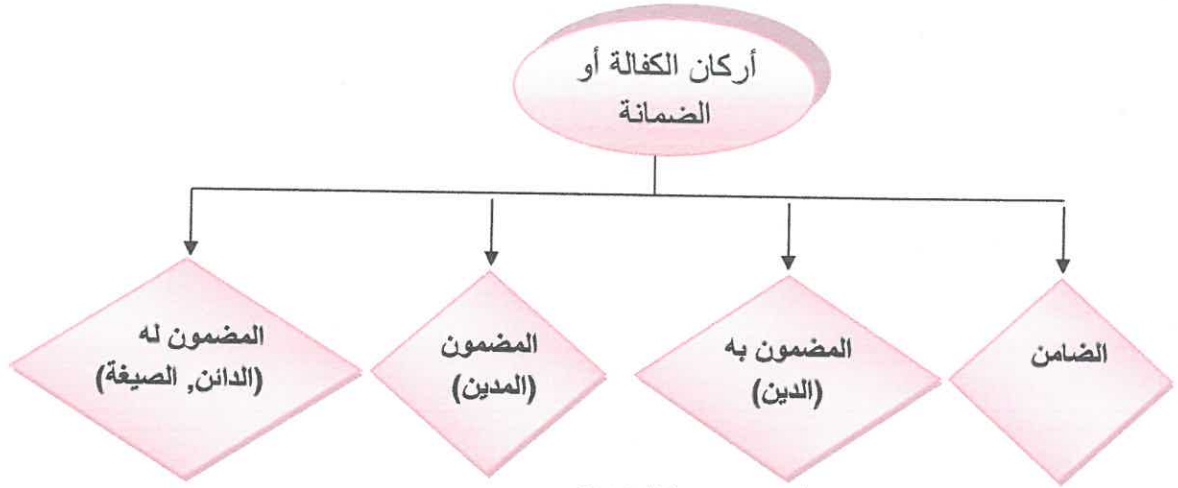 أركان الكفالة أو
الضمانة
الضامن
المضمون به
(الدين)
المضمون
(المدين)
المضمون له
(الدائن, الصيغة)